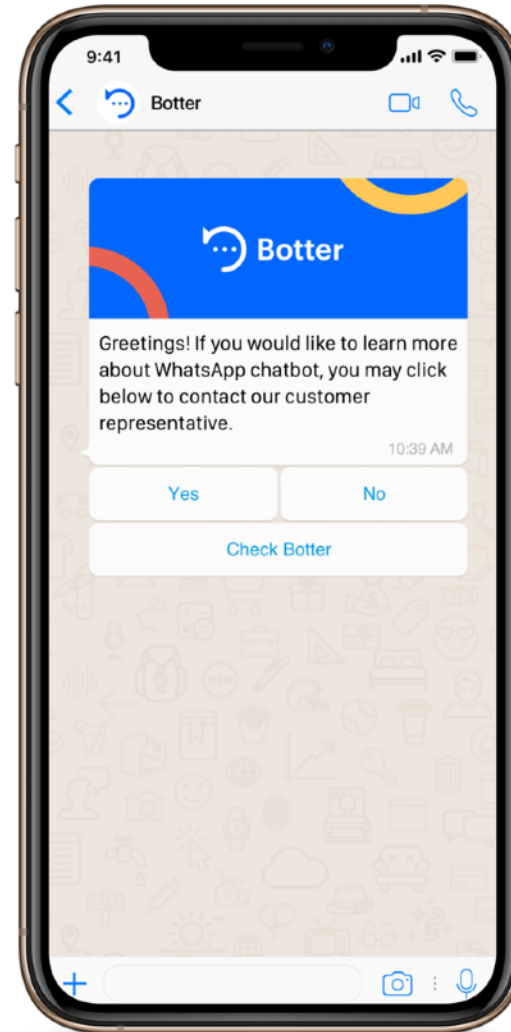 9:41
Botter
Botter
Greetings! If you would like to learn more
about WhatsApp chatbot, you may click
below to contact our customer
representative.
10:39 AM
Yes
No
Check Botter